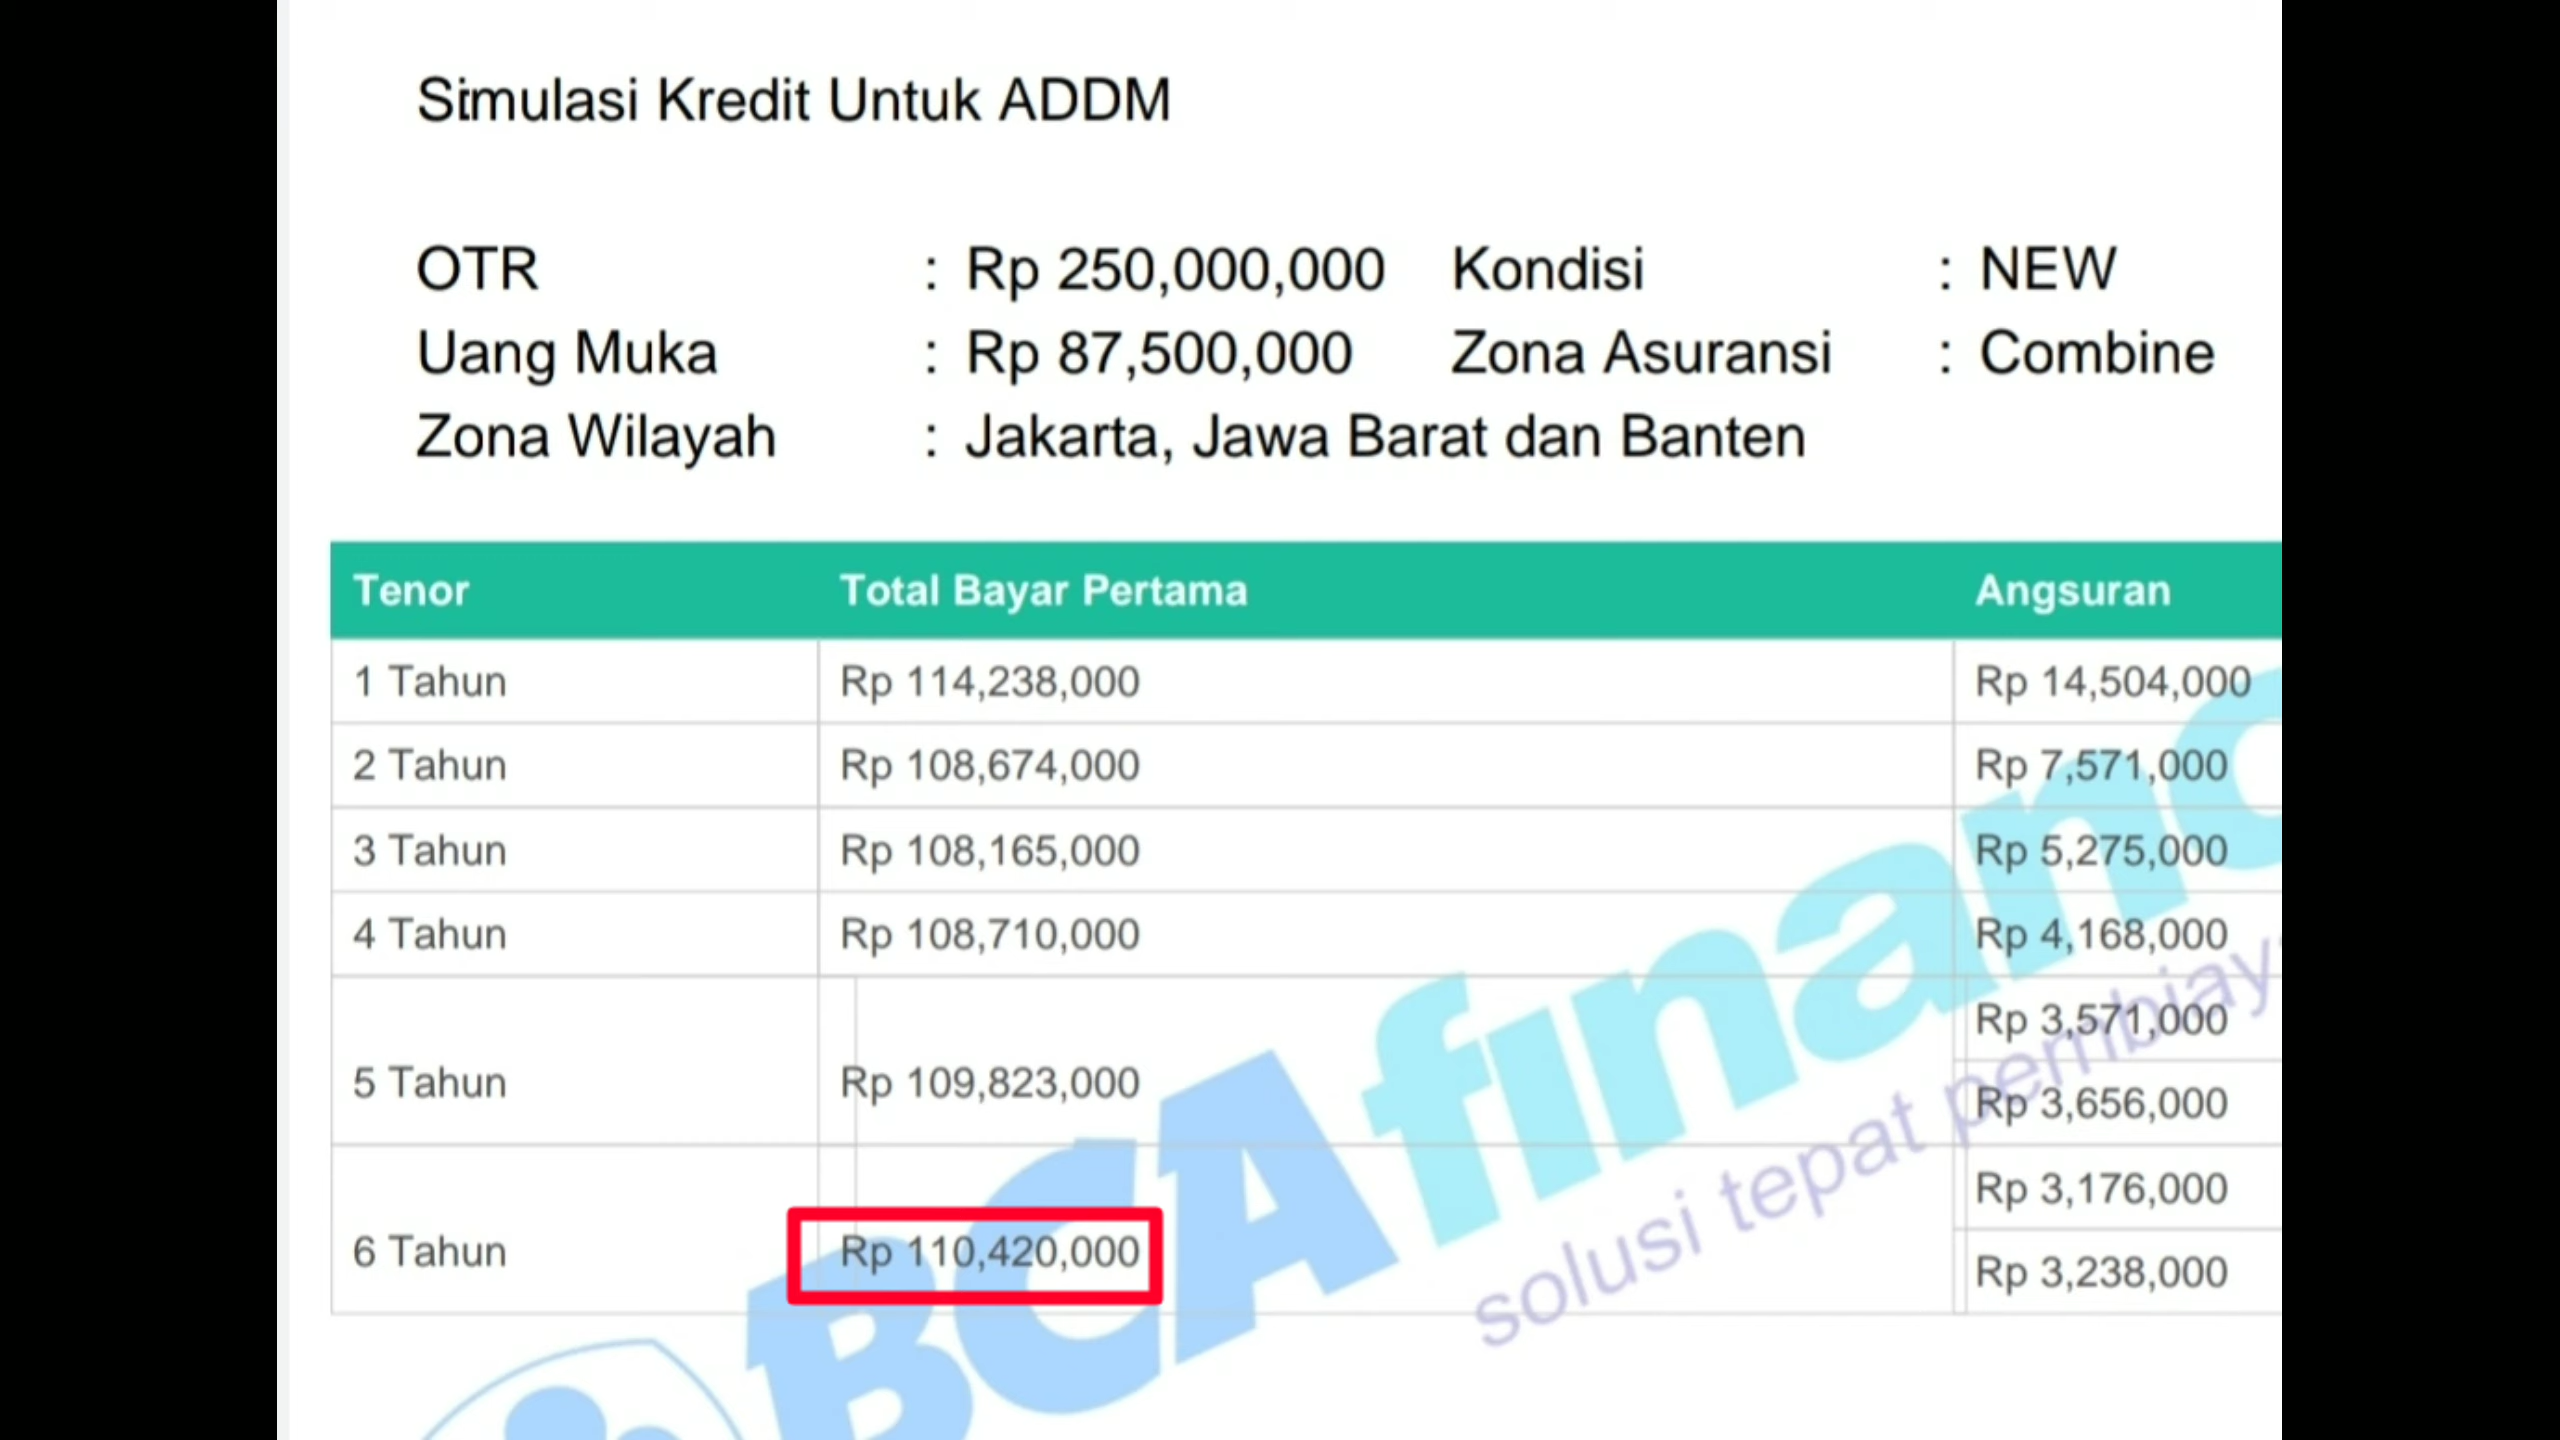 Simulasi Kredit Untuk ADDM
OTR : Rp 250,000,000 Kondisi : NEW
Uang Muka : Rp 87,500,000 Zona Asuransi : Combine
Zona Wilayah : Jakarta, Jawa Barat dan Banten
Tenor Total Bayar Pertama Angsuran
1 Tahun Rp 114,238,000 Rp 14,504,000
2 Tahun Rp 108,674,000 Rp 7,571,000
3 Tahun Rp 108,165,000 Rp 5,275,000
4 Tahun Rp 108,710,000 Rp 4,168,000
Rp 3,571,000
5 Tahun Rp 109,823,000
Rp 3,656,000
Rp 3,176,000
6 Tahun Rp 110,420,000
Rp 3,238,000
BCA financ
solusi tepat pembiay